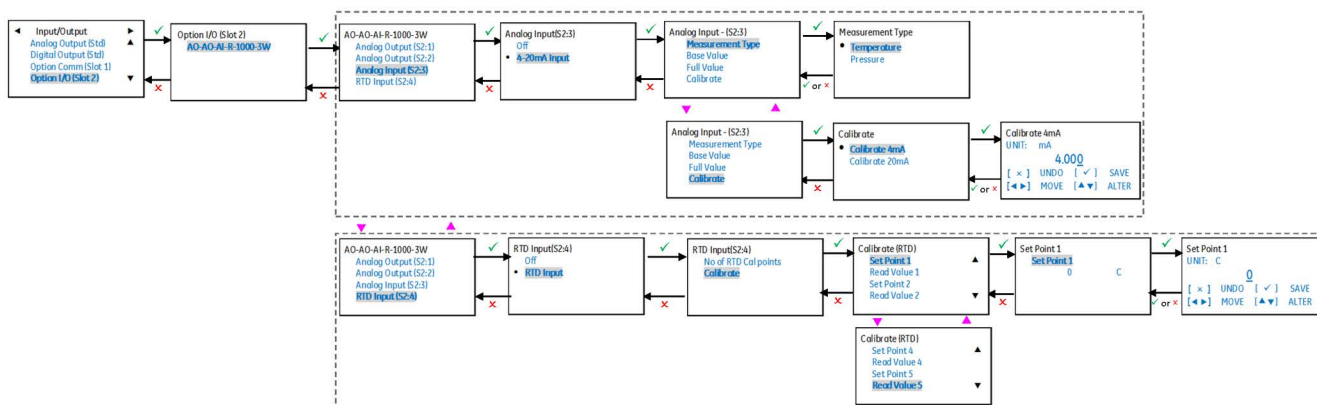 ◄ Input/Output ►
Analog Output (Std) ▲
Digital Output (Std)
Option Comm (Slot 1)
Option I/O (Slot 2) ▼
✓
x
Option I/O (Slot 2)
AO-AO-AI-R-1000-3W
✓
x
AO-AO-AI-R-1000-3W
Analog Output (S2:1)
Analog Output (S2:2)
Analog Input (S2:3)
RTD Input (S2:4)
✓
x
Analog Input(S2:3)
Off
• 4-20mA Input
✓
x
Analog Input - (S2:3)
Measurement Type
Base Value
Full Value
Calibrate
✓
✓ or x
Measurement Type
• Temperature
Pressure
▼ ▲
Analog Input - (S2:3)
Measurement Type
Base Value
Full Value
Calibrate
✓
x
Calibrate
• Calibrate 4mA
Calibrate 20mA
✓
✓ or x
Calibrate 4mA
UNIT: mA
4.000
[ × ] UNDO [ ✓ ] SAVE
[◄ ►] MOVE [▲▼] ALTER
▼ ▲
AO-AO-AI-R-1000-3W
Analog Output (S2:1)
Analog Output (S2:2)
Analog Input (S2:3)
RTD Input (S2:4)
✓
x
RTD Input(S2:4)
Off
• RTD Input
✓
x
RTD Input(S2:4)
No of RTD Cal points
Calibrate
✓
x
Calibrate (RTD)
Set Point 1 ▲
Read Value 1
Set Point 2
Read Value 2 ▼
✓
x
Set Point 1
Set Point 1
0 C
✓
✓ or x
Set Point 1
UNIT: C
0
[ × ] UNDO [ ✓ ] SAVE
[◄ ►] MOVE [▲▼] ALTER
▼ ▲
Calibrate (RTD)
Set Point 4 ▲
Read Value 4
Set Point 5
Read Value 5 ▼